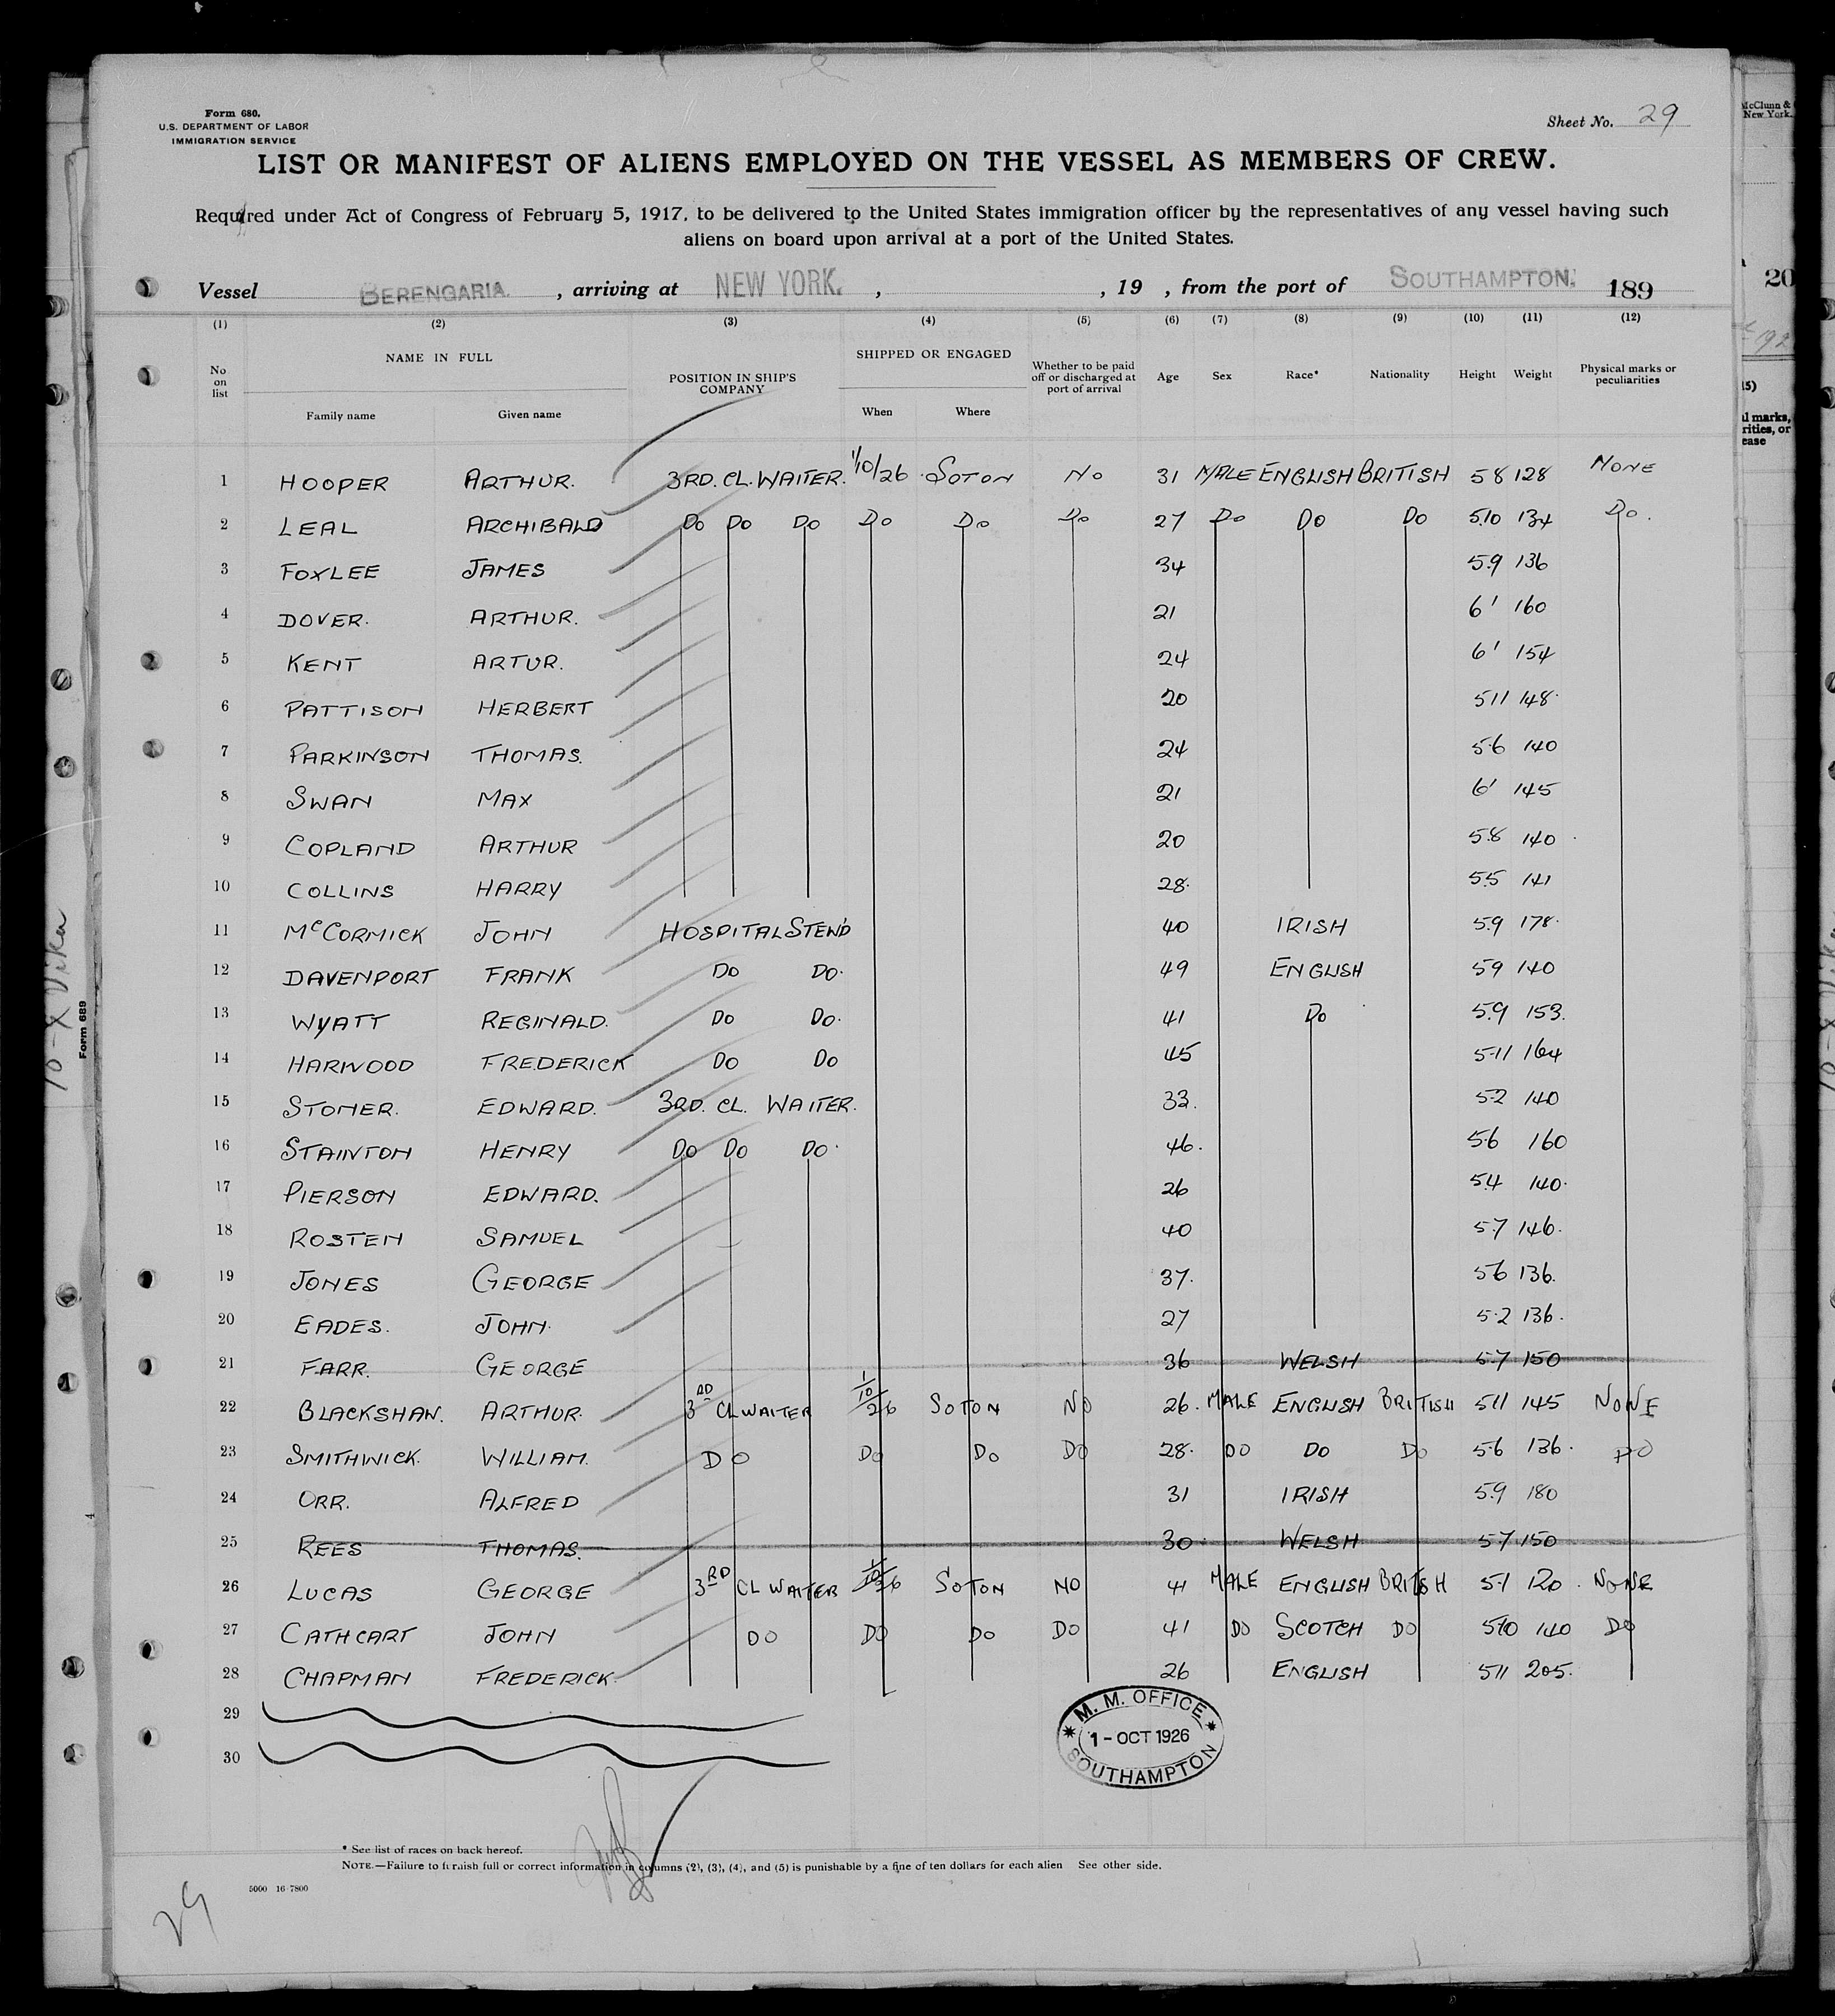 Form 680.
U.S. DEPARTMENT OF LABOR
IMMIGRATION SERVICE
Sheet No. 29
LIST OR MANIFEST OF ALIENS EMPLOYED ON THE VESSEL AS MEMBERS OF CREW.
Required under Act of Congress of February 5, 1917, to be delivered to the United States immigration officer by the representatives of any vessel having such
aliens on board upon arrival at a port of the United States.
Vessel BERENGARIA. , arriving at NEW YORK. , , 19 , from the port of SOUTHAMPTON. 189
(1) (2) (3) (4) (5) (6) (7) (8) (9) (10) (11) (12)
No on list NAME IN FULL Family name Given name POSITION IN SHIP'S COMPANY SHIPPED OR ENGAGED When Where Whether to be paid off or discharged at port of arrival Age Sex Race* Nationality Height Weight Physical marks or peculiarities
1 HOOPER ARTHUR. 3RD. CL. WAITER. 1/10/26 SOTON NO 31 MALE ENGLISH BRITISH 5 8 128 NONE
2 LEAL ARCHIBALD DO DO DO DO DO DO 27 DO DO DO 5.10 134 DO.
3 FOXLEE JAMES 34 5.9 136
4 DOVER. ARTHUR. 21 6' 160
5 KENT ARTUR. 24 6' 154
6 PATTISON HERBERT 20 5 11 148.
7 PARKINSON THOMAS. 24 5.6 140
8 SWAN MAX 21 6' 145
9 COPLAND ARTHUR 20 5.8 140
10 COLLINS HARRY 28. 5.5 141
11 McCORMICK JOHN HOSPITAL STEW'D 40 IRISH 5.9 178.
12 DAVENPORT FRANK DO DO. 49 ENGLISH 5 9 140
13 WYATT REGINALD. DO DO. 41 DO 5.9 153.
14 HARWOOD FREDERICK DO DO 45 5-11 164
15 STONER. EDWARD. 3RD. CL. WAITER. 33. 5.2 140
16 STAINTON HENRY DO DO DO. 46. 5.6 160
17 PIERSON EDWARD. 26 5.4 140.
18 ROSTEN SAMUEL 40 5.7 146.
19 JONES GEORGE 37. 5 6 136.
20 EADES. JOHN. 27 5.2 136.
21 FARR. GEORGE 36 WELSH 5.7 150
22 BLACKSHAW. ARTHUR. 3RD CL WAITER 1/10/26 SOTON NO 26. MALE ENGLISH BRITISH 5 11 145 NONE
23 SMITHWICK. WILLIAM. DO DO DO DO 28. DO DO DO 5.6 136. DO
24 ORR. ALFRED 31 IRISH 5.9 180
25 REES THOMAS. 30 WELSH 5.7 150
26 LUCAS GEORGE 3RD CL WAITER 1/10/26 SOTON NO 41 MALE ENGLISH BRITISH 5.1 120. NONE
27 CATHCART JOHN DO DO DO DO 41 DO SCOTCH DO 5.10 140 DO
28 CHAPMAN FREDERICK. 26 ENGLISH 5 11 205.
29
30
M. M. OFFICE
1 - OCT 1926
SOUTHAMPTON
* See list of races on back hereof.
NOTE.—Failure to furnish full or correct information in columns (2), (3), (4), and (5) is punishable by a fine of ten dollars for each alien See other side.
5000 16-7800
29
Form 689
McClunn &
New York.
20